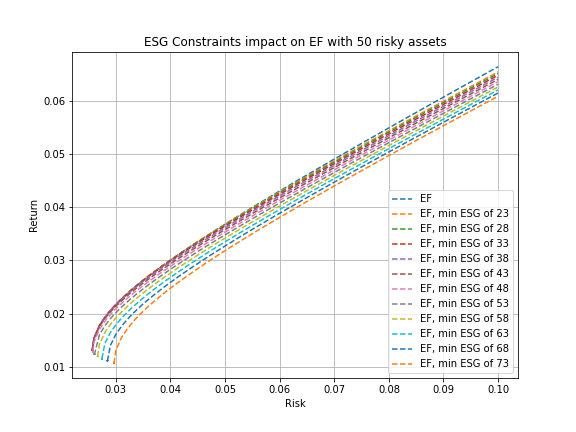 ESG Constraints impact on EF with 50 risky assets
Return
0.06
0.05
0.04
0.03
0.02
0.01
EF
EF, min ESG of 23
EF, min ESG of 28
EF, min ESG of 33
EF, min ESG of 38
EF, min ESG of 43
EF, min ESG of 48
EF, min ESG of 53
EF, min ESG of 58
EF, min ESG of 63
EF, min ESG of 68
EF, min ESG of 73
0.03 0.04 0.05 0.06 0.07 0.08 0.09 0.10
Risk